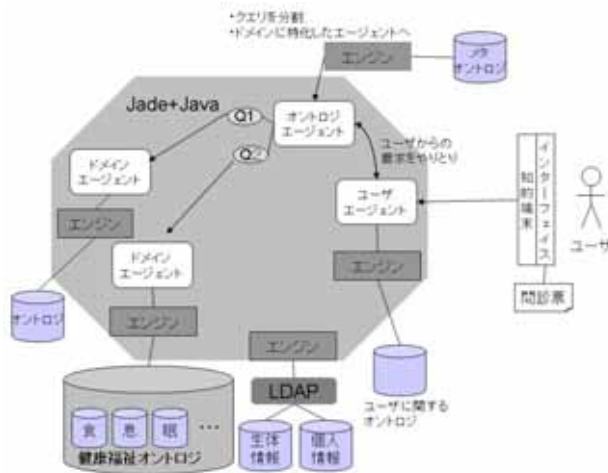 ・クエリを分割
・ドメインに特化したエージェントへ
エンジン
メタ
オントロジ
Jade+Java
Q1
Q2
オントロジ
エージェント
ユーザからの
要求をやりとり
ドメイン
エージェント
ユーザ
エージェント
インターフェイス
知的端末
ユーザ
エンジン
ドメイン
エージェント
エンジン
問診票
オントロジ
エンジン
エンジン
LDAP
ユーザに関する
オントロジ
食
息
眠
…
健康福祉オントロジ
生体
情報
個人
情報